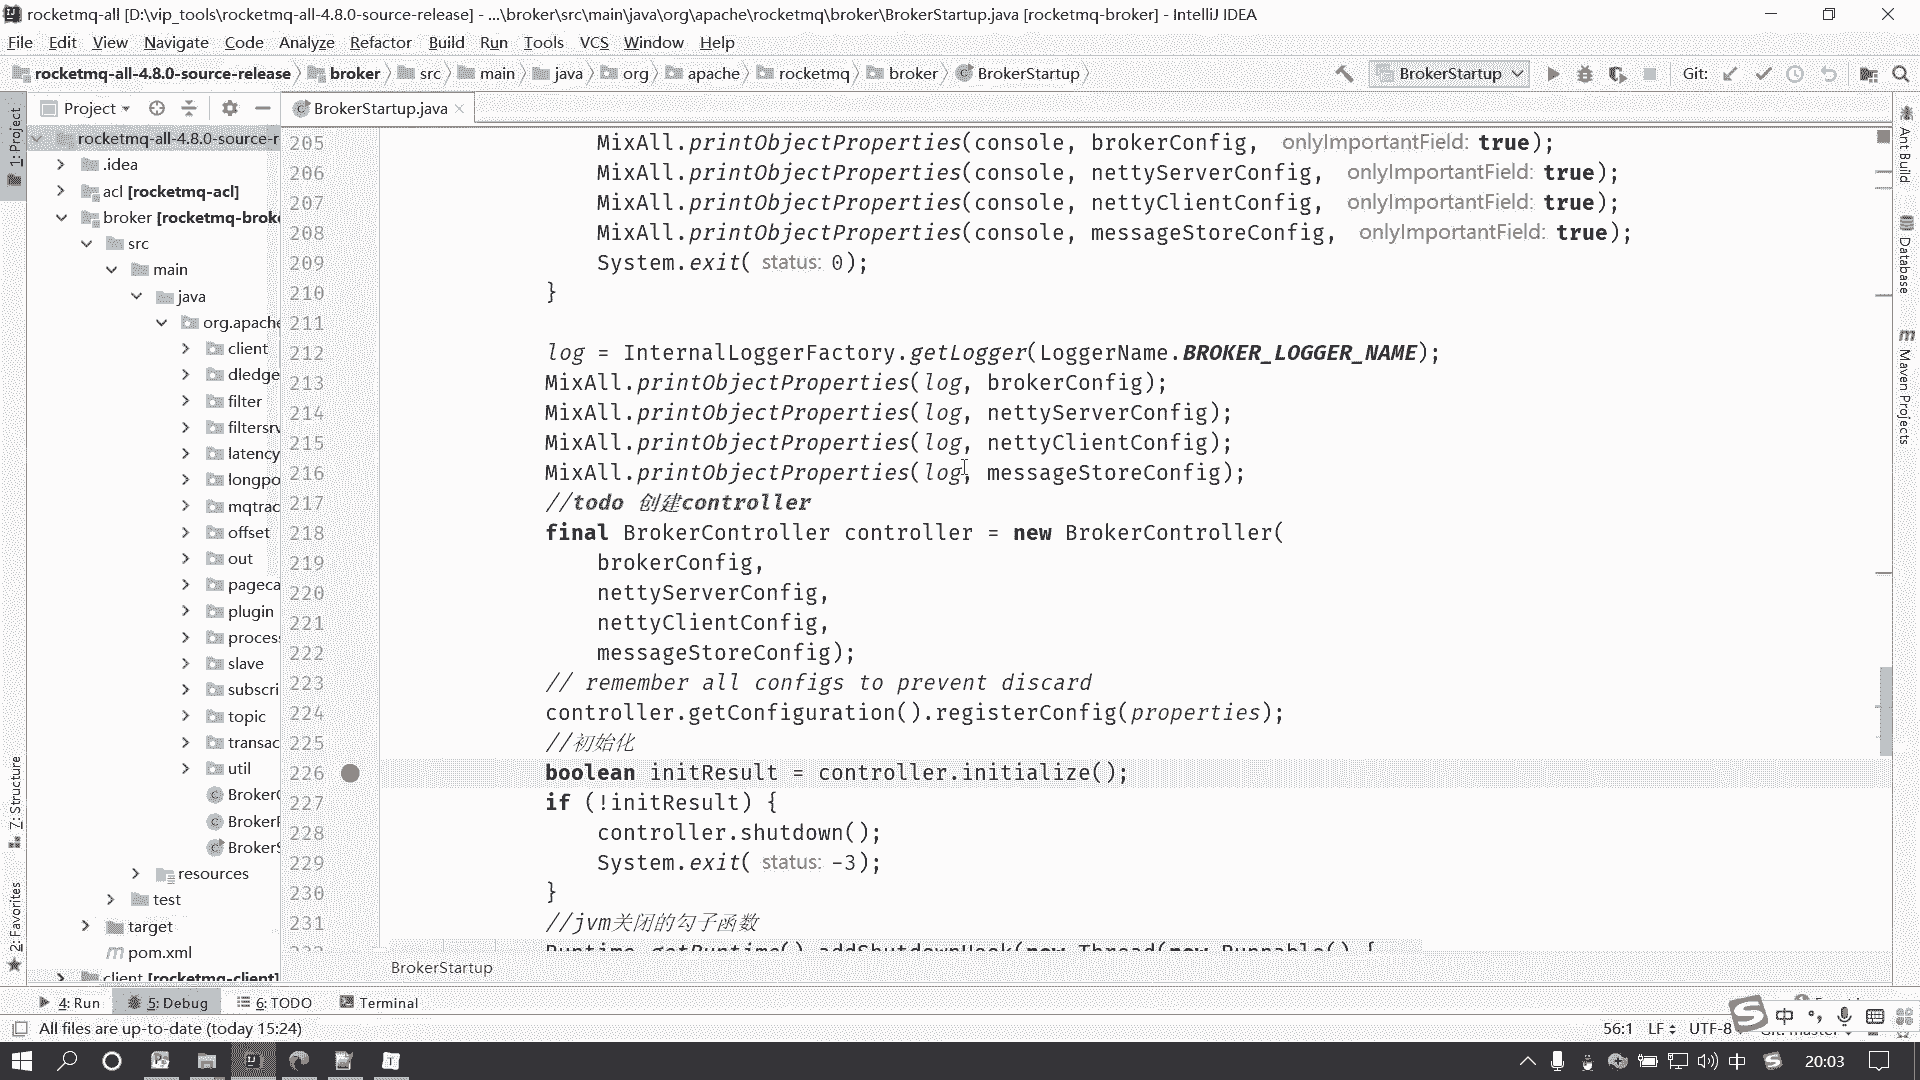 rocketmq-all [D:\vip_tools\rocketmq-all-4.8.0-source-release] - ...\broker\src\main\java\org\apache\rocketmq\broker\BrokerStartup.java [rocketmq-broker] - IntelliJ IDEA
File Edit View Navigate Code Analyze Refactor Build Run Tools VCS Window Help
rocketmq-all-4.8.0-source-release broker src main java org apache rocketmq broker BrokerStartup BrokerStartup Git:
Project BrokerStartup.java
1: Project
7: Structure
2: Favorites
rocketmq-all-4.8.0-source-r
.idea
acl [rocketmq-acl]
broker [rocketmq-broke
src
main
java
org.apache
client
dledge
filter
filtersrv
latency
longpo
mqtrac
offset
out
pageca
plugin
process
slave
subscri
topic
transac
util
Broker
BrokerF
BrokerS
resources
test
target
pom.xml
client [rocketmq-client]
205 MixAll.printObjectProperties(console, brokerConfig, onlyImportantField: true);
206 MixAll.printObjectProperties(console, nettyServerConfig, onlyImportantField: true);
207 MixAll.printObjectProperties(console, nettyClientConfig, onlyImportantField: true);
208 MixAll.printObjectProperties(console, messageStoreConfig, onlyImportantField: true);
209 System.exit( status: 0);
210 }
211
212 log = InternalLoggerFactory.getLogger(LoggerName.BROKER_LOGGER_NAME);
213 MixAll.printObjectProperties(log, brokerConfig);
214 MixAll.printObjectProperties(log, nettyServerConfig);
215 MixAll.printObjectProperties(log, nettyClientConfig);
216 MixAll.printObjectProperties(log, messageStoreConfig);
217 //todo 创建controller
218 final BrokerController controller = new BrokerController(
219 brokerConfig,
220 nettyServerConfig,
221 nettyClientConfig,
222 messageStoreConfig);
223 // remember all configs to prevent discard
224 controller.getConfiguration().registerConfig(properties);
225 //初始化
226 boolean initResult = controller.initialize();
227 if (!initResult) {
228 controller.shutdown();
229 System.exit( status: -3);
230 }
231 //jvm关闭的勾子函数
Runtime.getRuntime().addShutdownHook(new Thread(new Runnable() {
BrokerStartup
Ant Build
Database
Maven Projects
4: Run 5: Debug 6: TODO Terminal
All files are up-to-date (today 15:24) 56:1 LF UTF-8
中
中 20:03